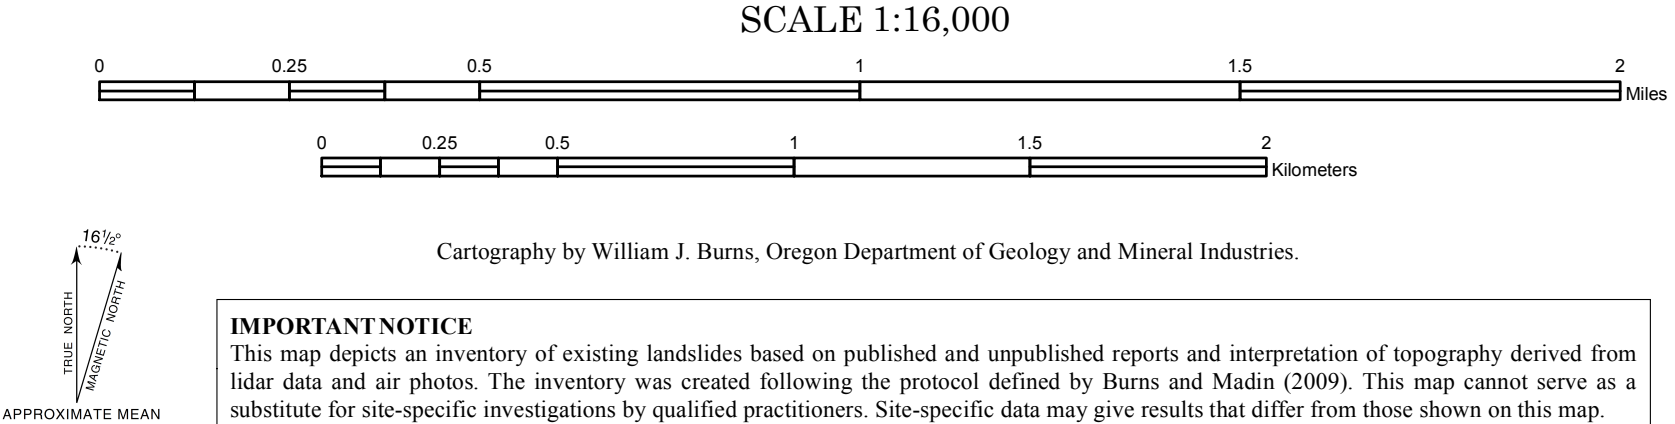 SCALE 1:16,000
0 0.25 0.5 1 1.5 2
Miles
0 0.25 0.5 1 1.5 2
Kilometers
16½°
TRUE NORTH
MAGNETIC NORTH
APPROXIMATE MEAN
Cartography by William J. Burns, Oregon Department of Geology and Mineral Industries.
IMPORTANT NOTICE
This map depicts an inventory of existing landslides based on published and unpublished reports and interpretation of topography derived from
lidar data and air photos. The inventory was created following the protocol defined by Burns and Madin (2009). This map cannot serve as a
substitute for site-specific investigations by qualified practitioners. Site-specific data may give results that differ from those shown on this map.